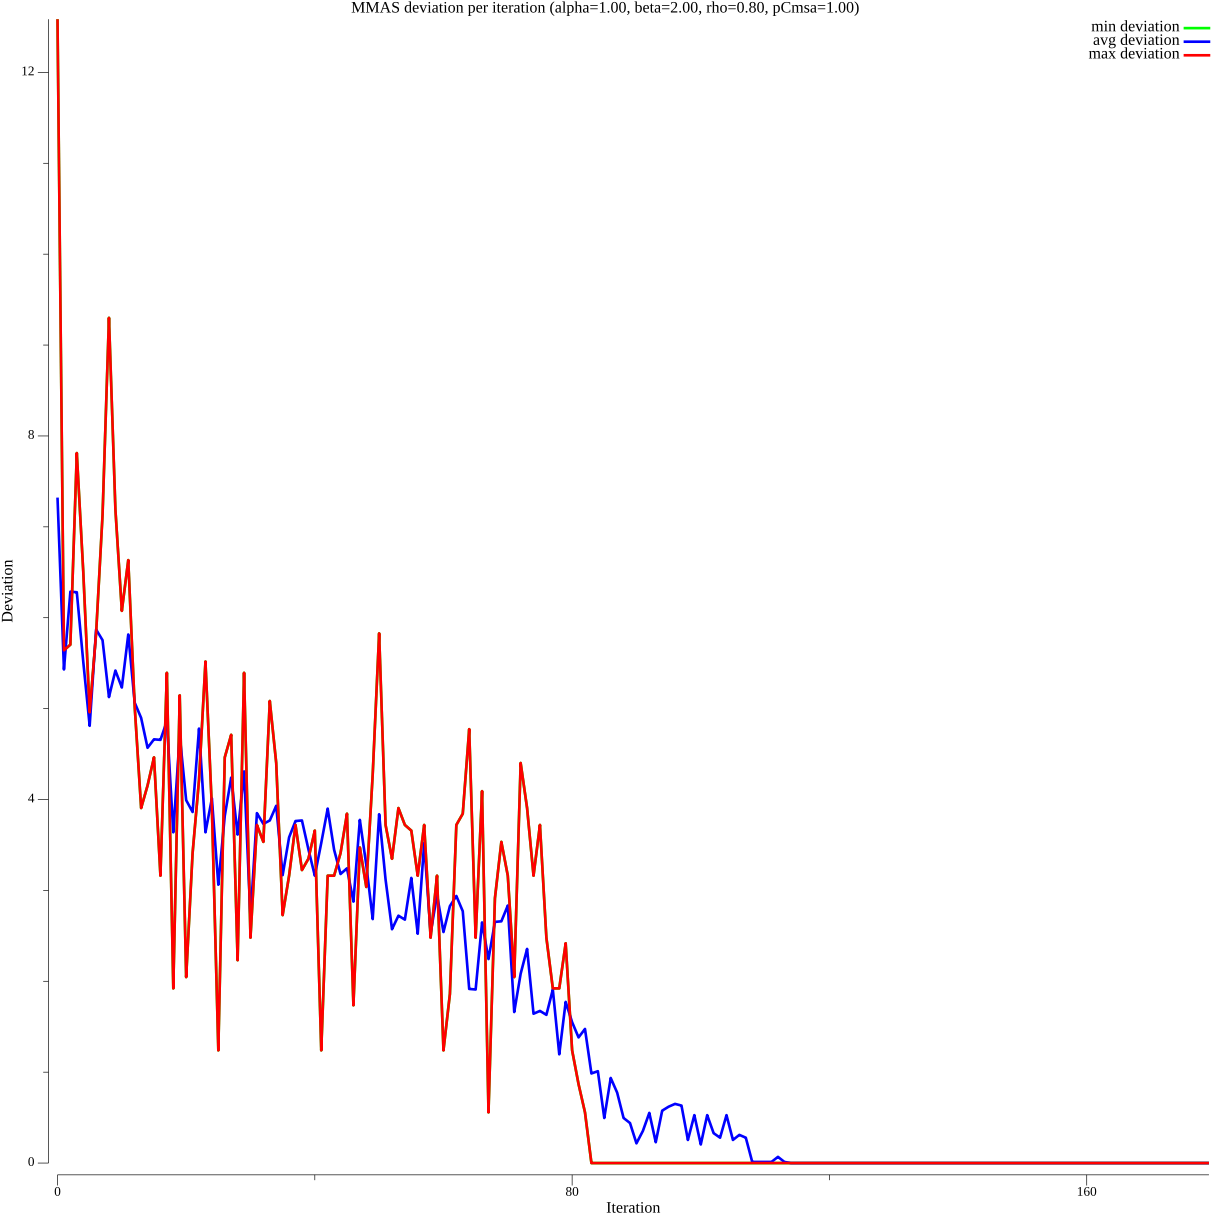 MMAS deviation per iteration (alpha=1.00, beta=2.00, rho=0.80, pCmsa=1.00)
min deviation
avg deviation
max deviation
12
8
4
0
Deviation
0
80
160
Iteration